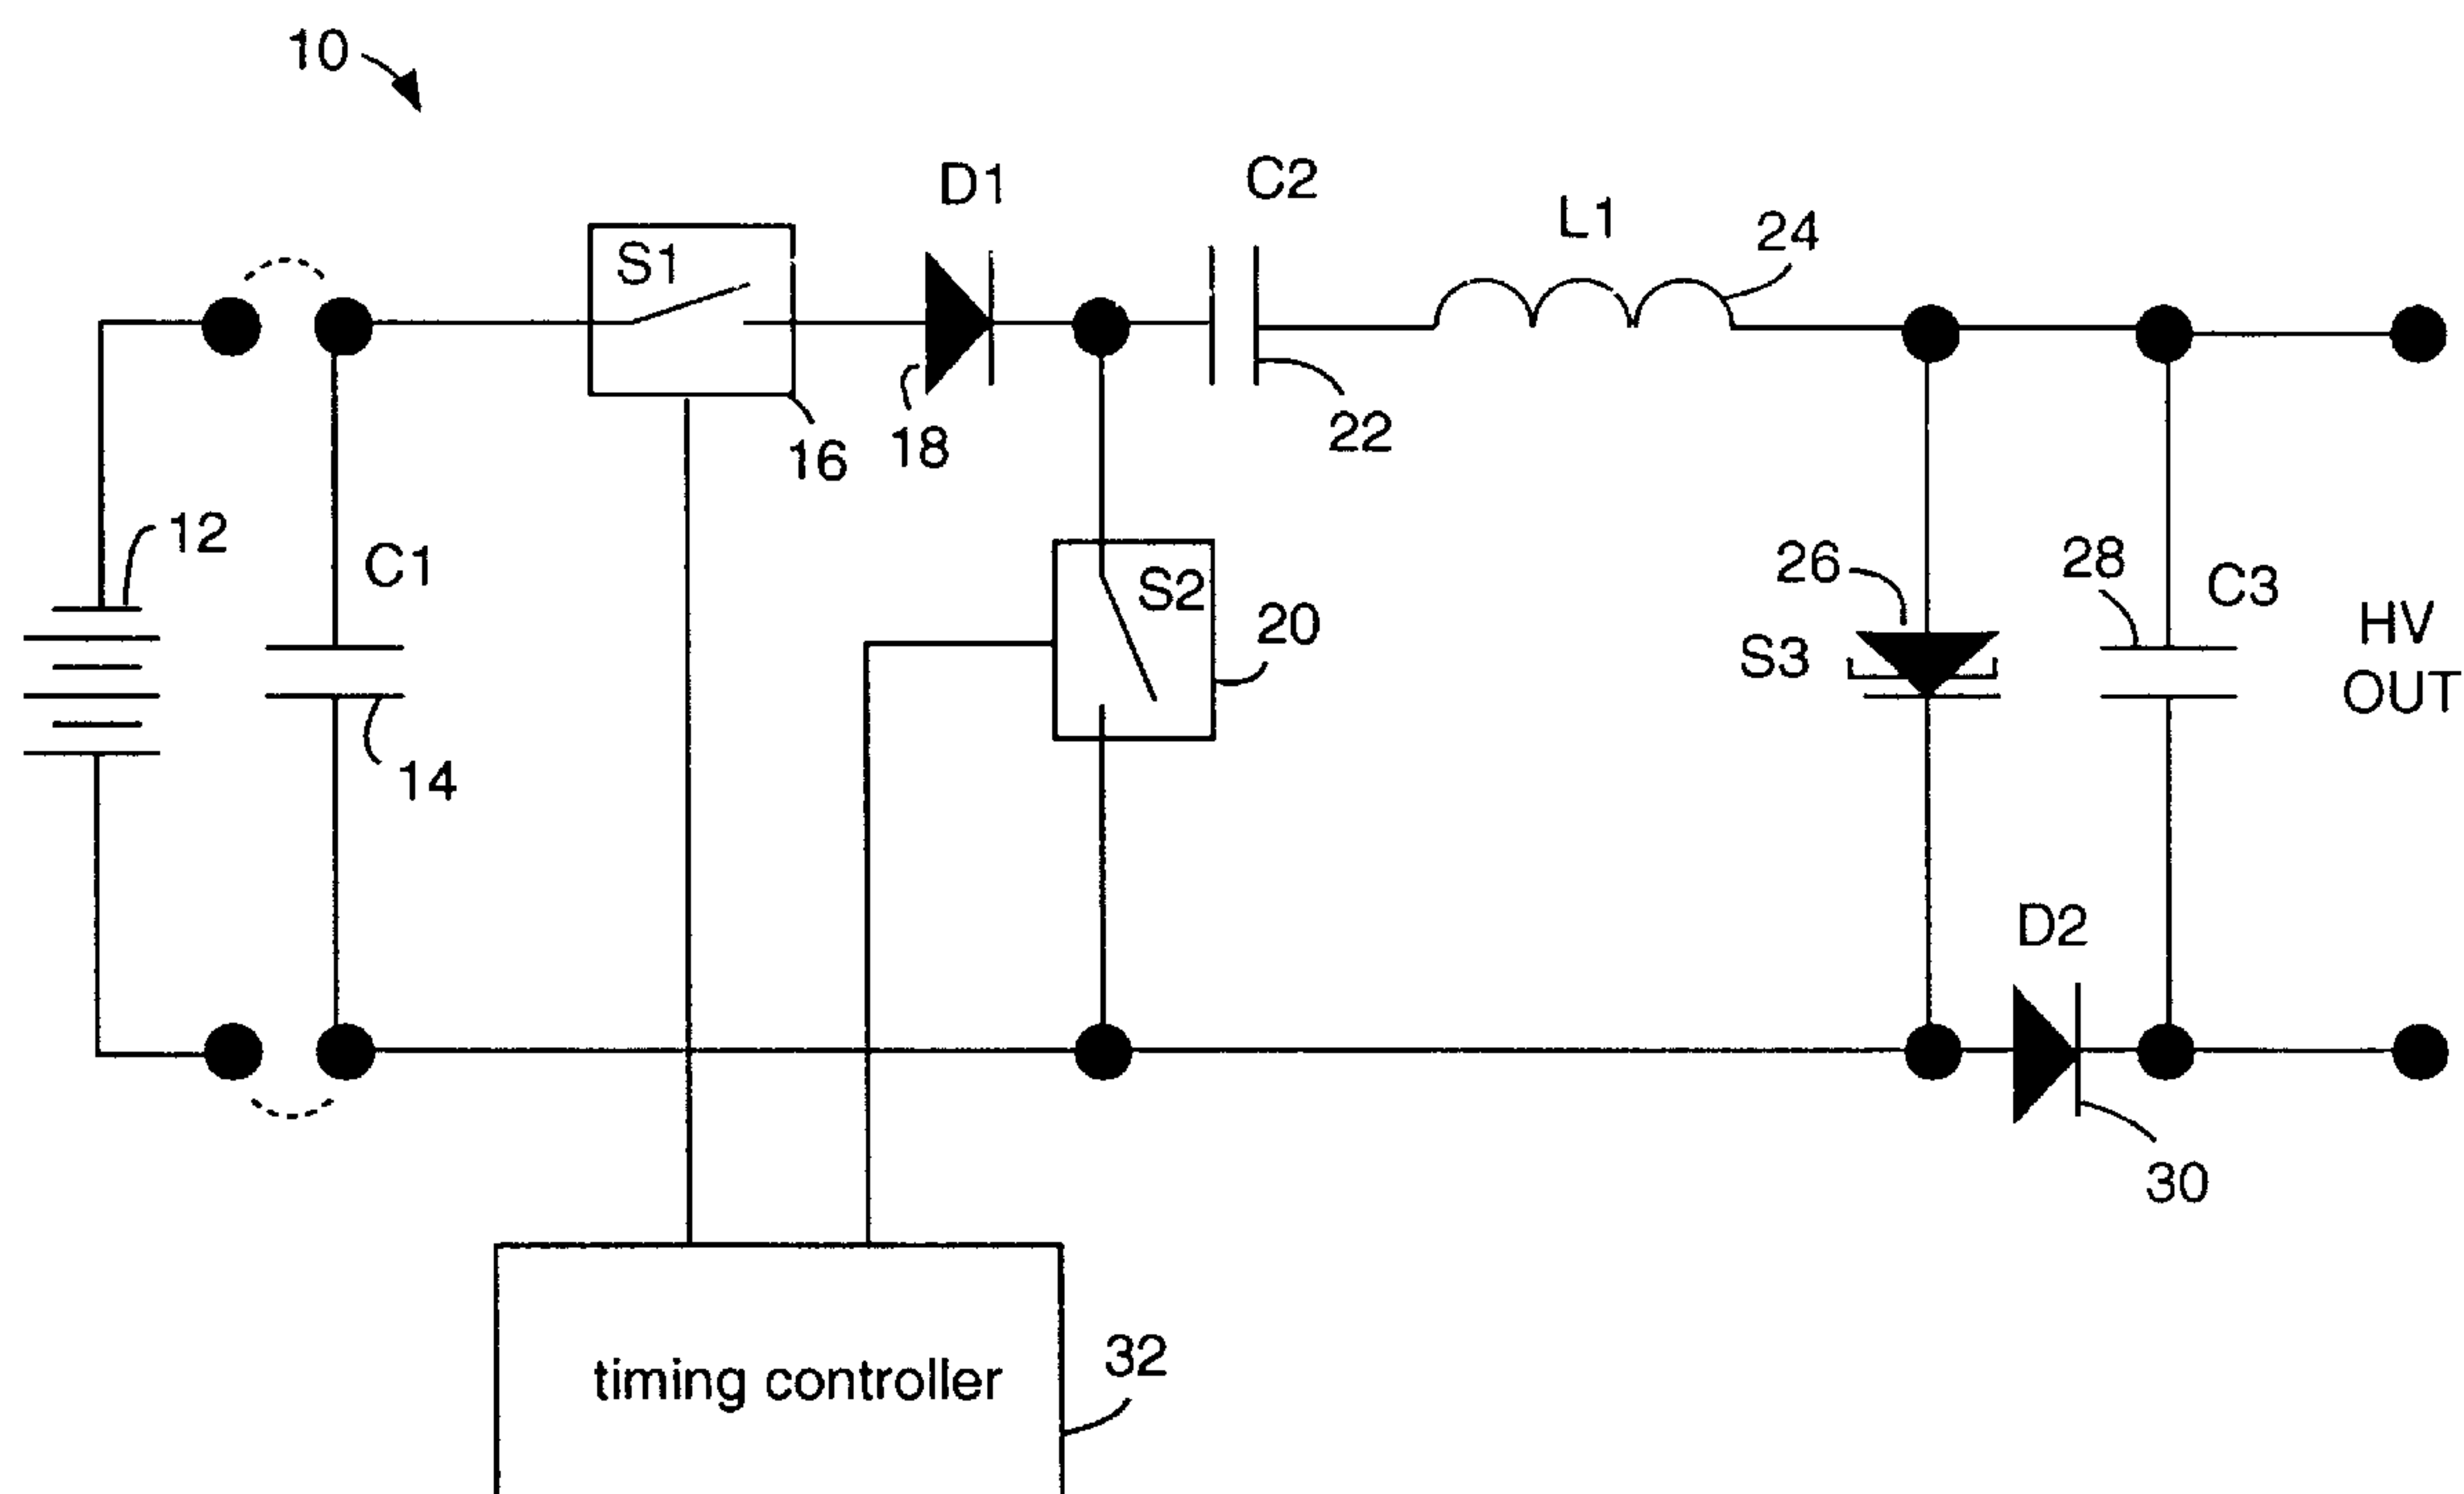 10
D1
C2
L1
24
S1
22
18
16
12
C1
S2
20
26
28
C3
S3
HV
OUT
14
D2
30
timing controller
32